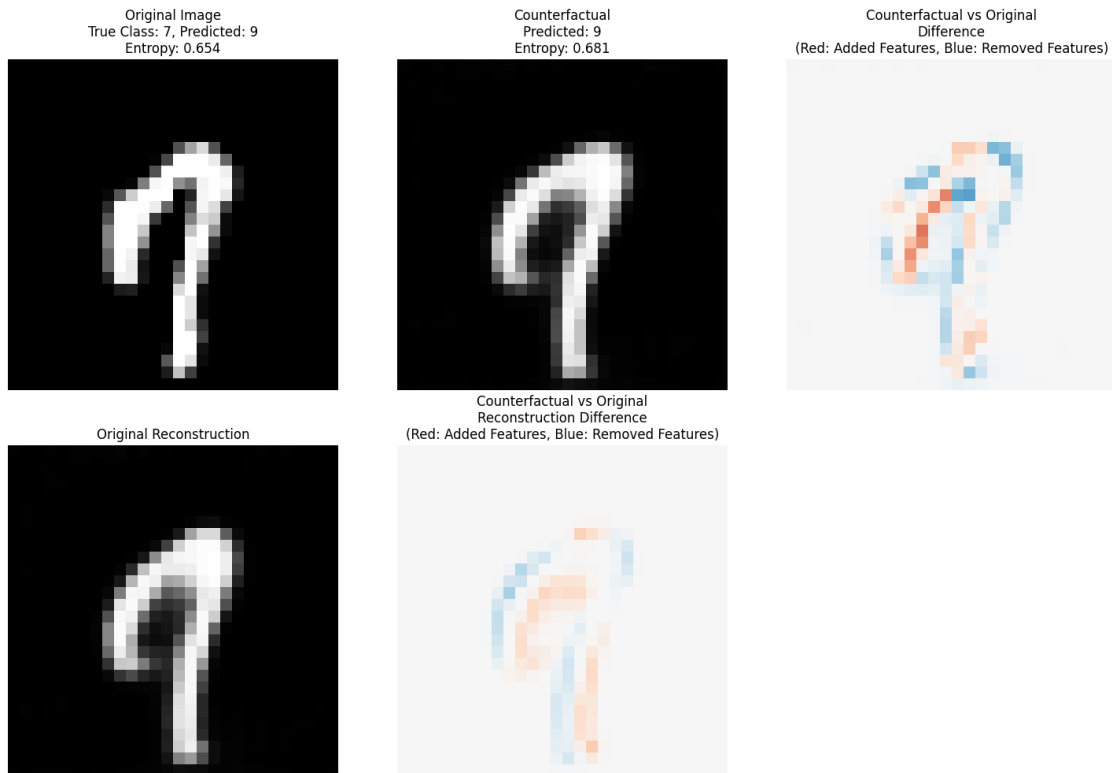 Original Image
True Class: 7, Predicted: 9
Entropy: 0.654
Counterfactual
Predicted: 9
Entropy: 0.681
Counterfactual vs Original
Difference
(Red: Added Features, Blue: Removed Features)
Original Reconstruction
Counterfactual vs Original
Reconstruction Difference
(Red: Added Features, Blue: Removed Features)